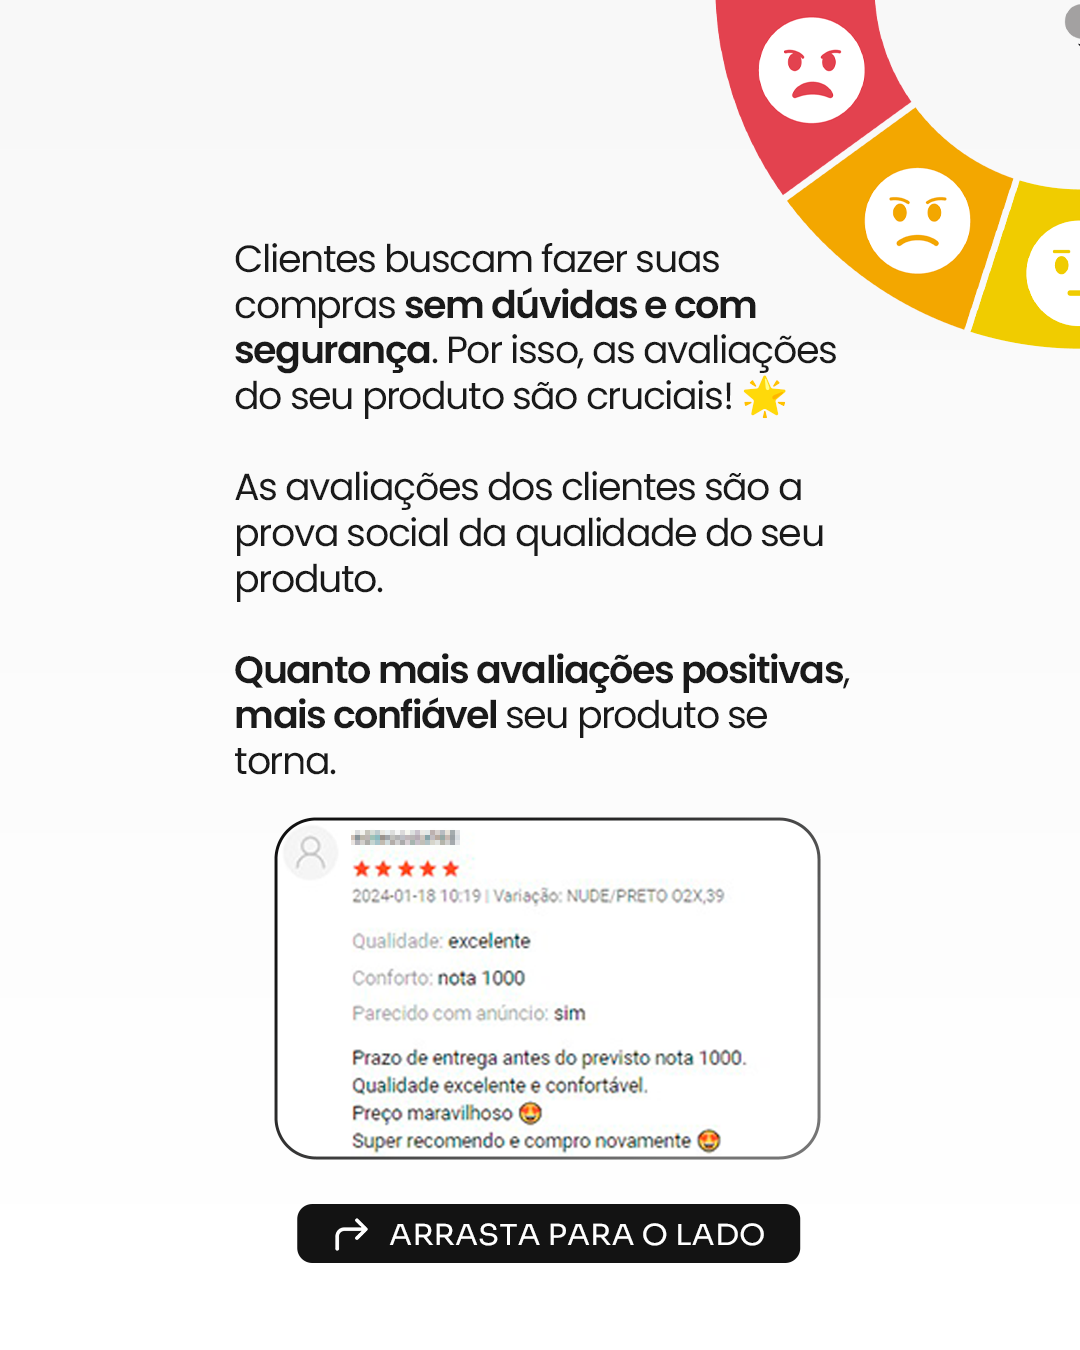 Clientes buscam fazer suas
compras sem dúvidas e com
segurança. Por isso, as avaliações
do seu produto são cruciais! 🌟
As avaliações dos clientes são a
prova social da qualidade do seu
produto.
Quanto mais avaliações positivas,
mais confiável seu produto se
torna.
2024-01-18 10:19 | Variação: NUDE/PRETO 02X,39
Qualidade: excelente
Conforto: nota 1000
Parecido com anúncio: sim
Prazo de entrega antes do previsto nota 1000.
Qualidade excelente e confortável.
Preço maravilhoso 🤩
Super recomendo e compro novamente 🤩
ARRASTA PARA O LADO